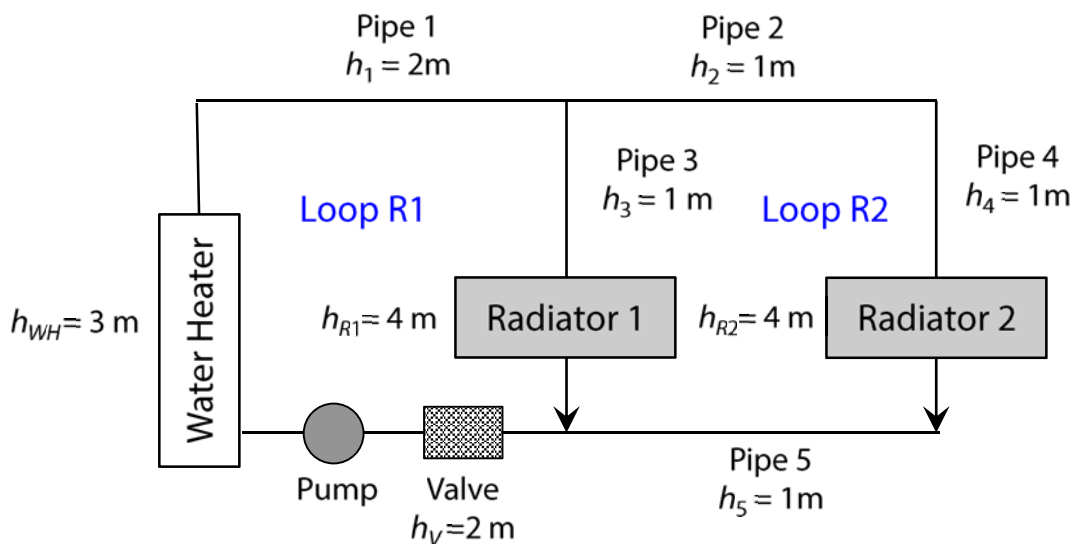 Pipe 1
h1 = 2m
Pipe 2
h2 = 1m
Pipe 3
h3 = 1 m
Pipe 4
h4 = 1m
Loop R1
Loop R2
Water Heater
hWH= 3 m
hR1= 4 m
Radiator 1
hR2= 4 m
Radiator 2
Pump
Valve
hV =2 m
Pipe 5
h5 = 1m